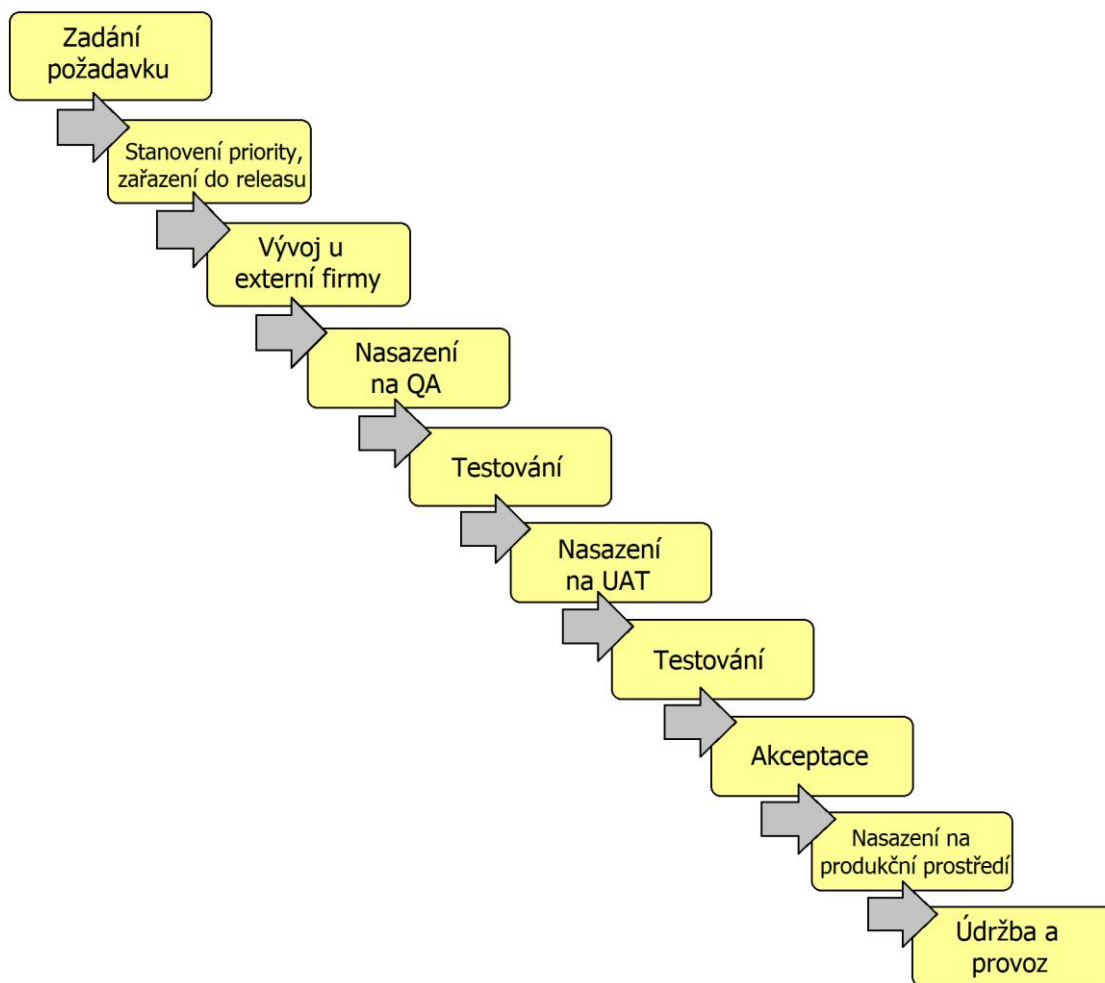 Zadání
požadavku
Stanovení priority,
zařazení do releasu
Vývoj u
externí firmy
Nasazení
na QA
Testování
Nasazení
na UAT
Testování
Akceptace
Nasazení na
produkční prostředí
Údržba a
provoz